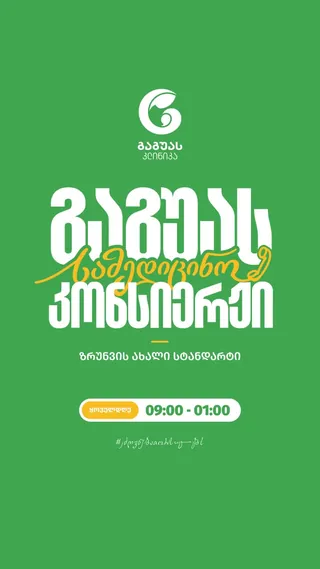 გაგუას
კლინიკა
გაგუას
სამედიცინო
კონსიერჟი
ზრუნვის ახალი სტანდარტი
ყოველდღე 09:00 - 01:00